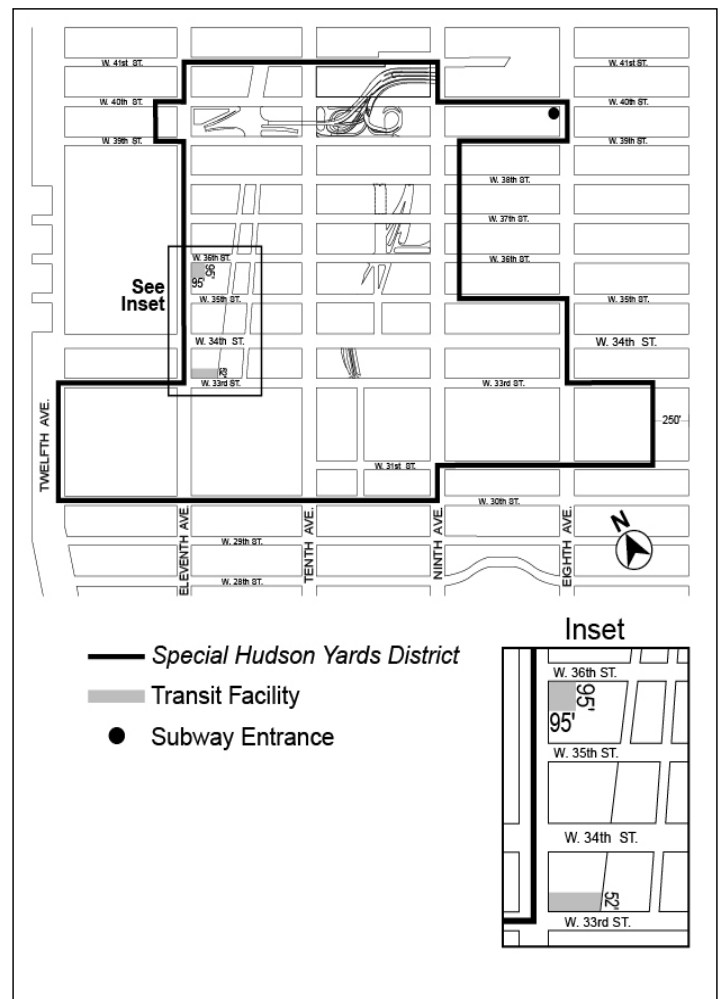 W. 41st ST.
W. 41st ST.
W. 40th ST.
W. 40th ST.
W. 39th ST.
W. 39th ST.
W. 38th ST.
W. 37th ST.
W. 36th ST.
W. 36th ST.
95'
95'
See
Inset
W. 35th ST.
W. 35th ST.
W. 34th ST.
W. 34th ST.
52'
W. 33rd ST.
W. 33rd ST.
250'
TWELFTH AVE.
W. 31st ST.
W. 30th ST.
ELEVENTH AVE.
TENTH AVE.
NINTH AVE.
EIGHTH AVE.
N
W. 29th ST.
W. 28th ST.
Special Hudson Yards District
Transit Facility
Subway Entrance
Inset
W. 36th ST.
95'
95'
W. 35th ST.
W. 34th ST.
52'
W. 33rd ST.